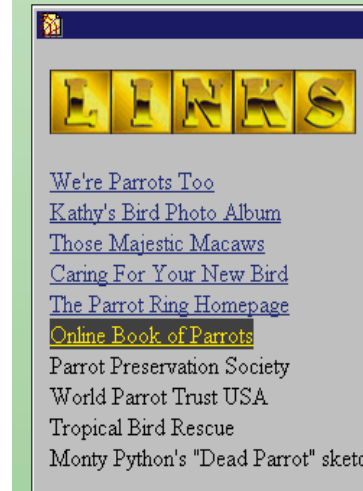 LINKS
We're Parrots Too
Kathy's Bird Photo Album
Those Majestic Macaws
Caring For Your New Bird
The Parrot Ring Homepage
Online Book of Parrots
Parrot Preservation Society
World Parrot Trust USA
Tropical Bird Rescue
Monty Python's "Dead Parrot" sketc